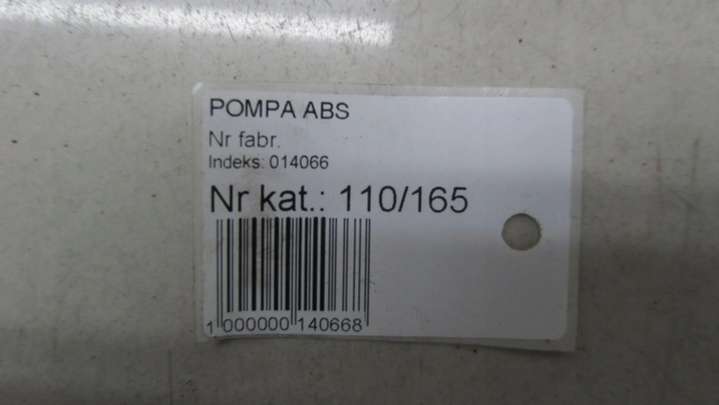 POMPA ABS
Nr fabr.
Indeks: 014066
Nr kat.: 110/165
1 000000 140668